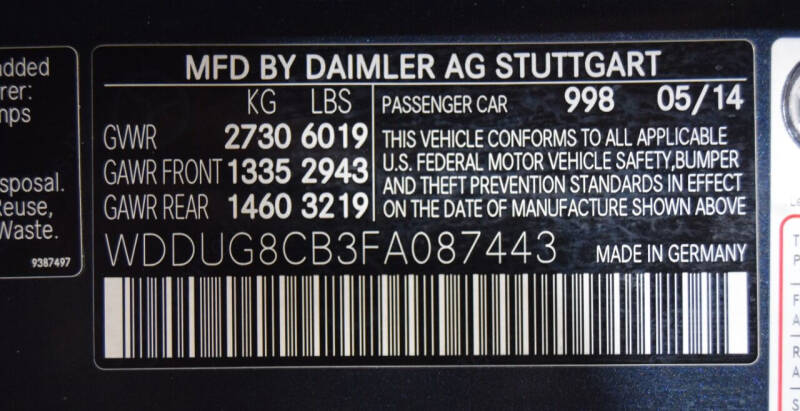 MFD BY DAIMLER AG STUTTGART
KG LBS
GVWR 2730 6019
GAWR FRONT 1335 2943
GAWR REAR 1460 3219
PASSENGER CAR 998 05/14
THIS VEHICLE CONFORMS TO ALL APPLICABLE
U.S. FEDERAL MOTOR VEHICLE SAFETY,BUMPER
AND THEFT PREVENTION STANDARDS IN EFFECT
ON THE DATE OF MANUFACTURE SHOWN ABOVE
WDDUG8CB3FA087443 MADE IN GERMANY
added
rer:
mps
sposal.
Reuse,
Waste.
9387497